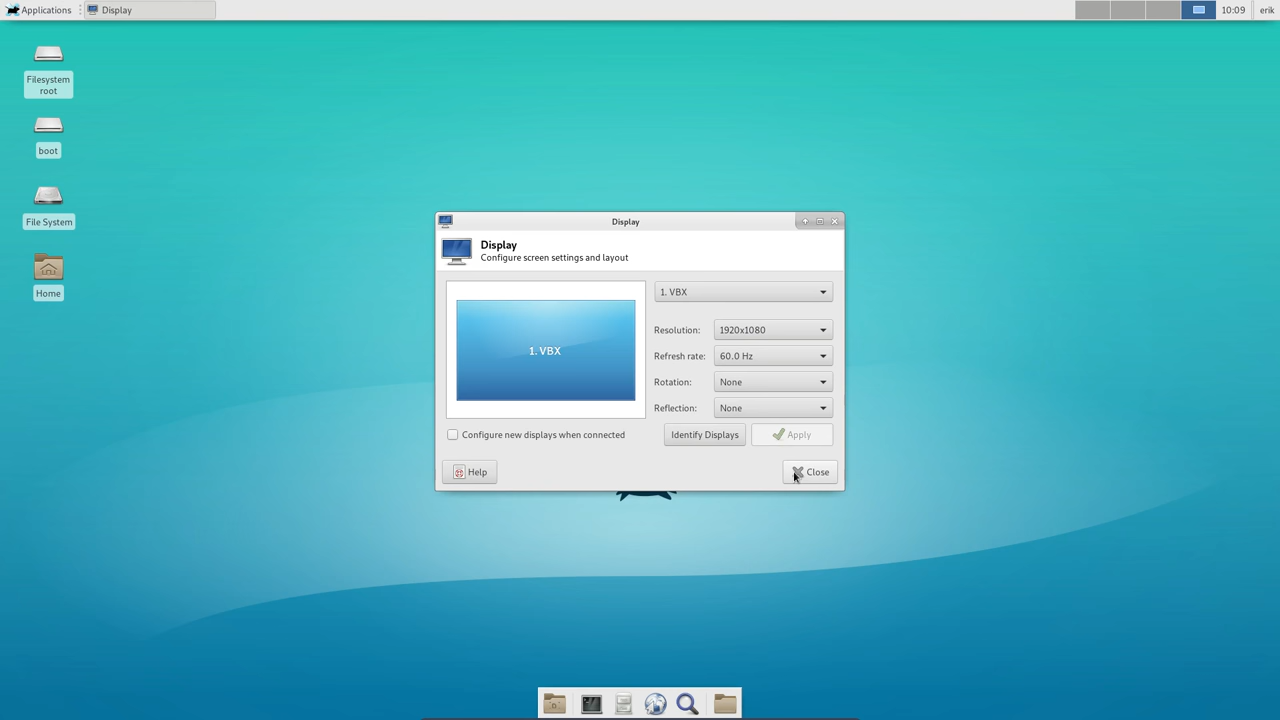 Applications
Display
10:09
erik
Filesystem
root
boot
File System
Home
Display
Display
Configure screen settings and layout
1. VBX
1. VBX
Resolution:
1920x1080
Refresh rate:
60.0 Hz
Rotation:
None
Reflection:
None
Configure new displays when connected
Identify Displays
Apply
Help
Close